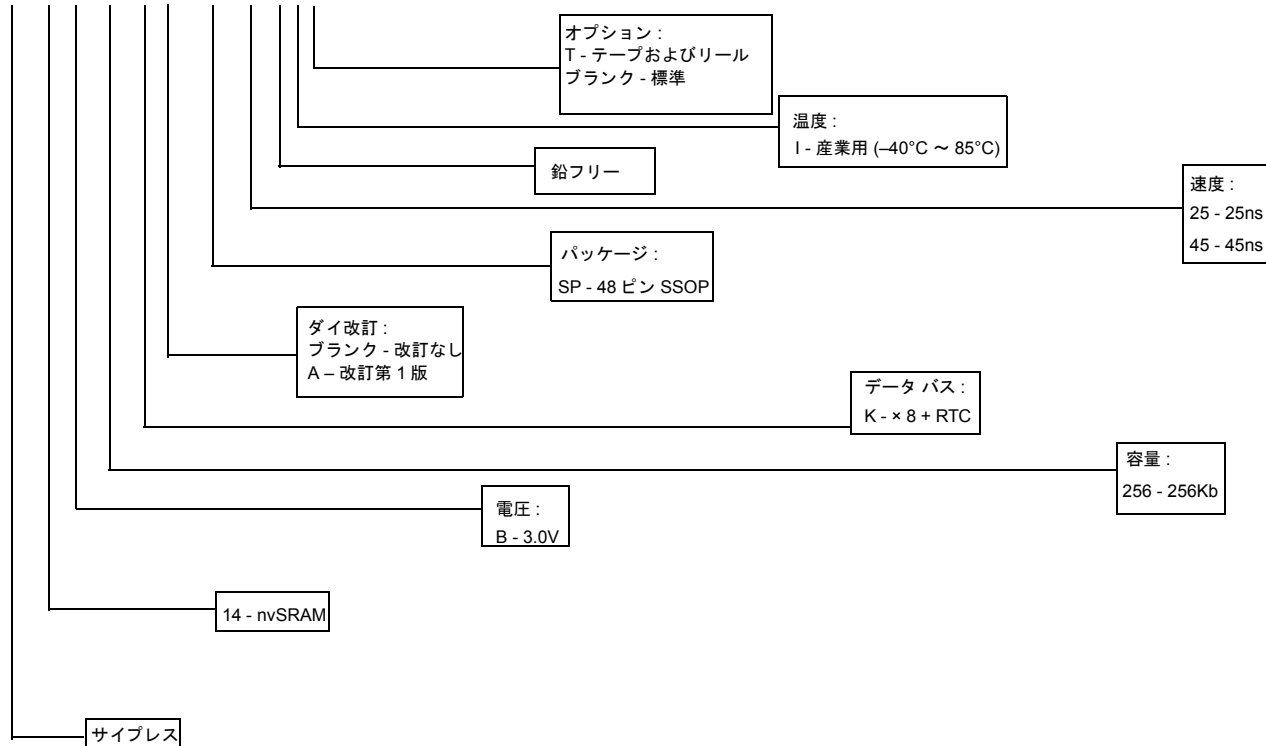 オプション :
T - テープおよびリール
ブランク - 標準
温度 :
I - 産業用 (–40°C ～ 85°C)
鉛フリー
速度 :
25 - 25ns
45 - 45ns
パッケージ :
SP - 48 ピン SSOP
ダイ改訂 :
ブランク - 改訂なし
A – 改訂第 1 版
データ バス :
K - × 8 + RTC
容量 :
256 - 256Kb
電圧 :
B - 3.0V
14 - nvSRAM
サイプレス